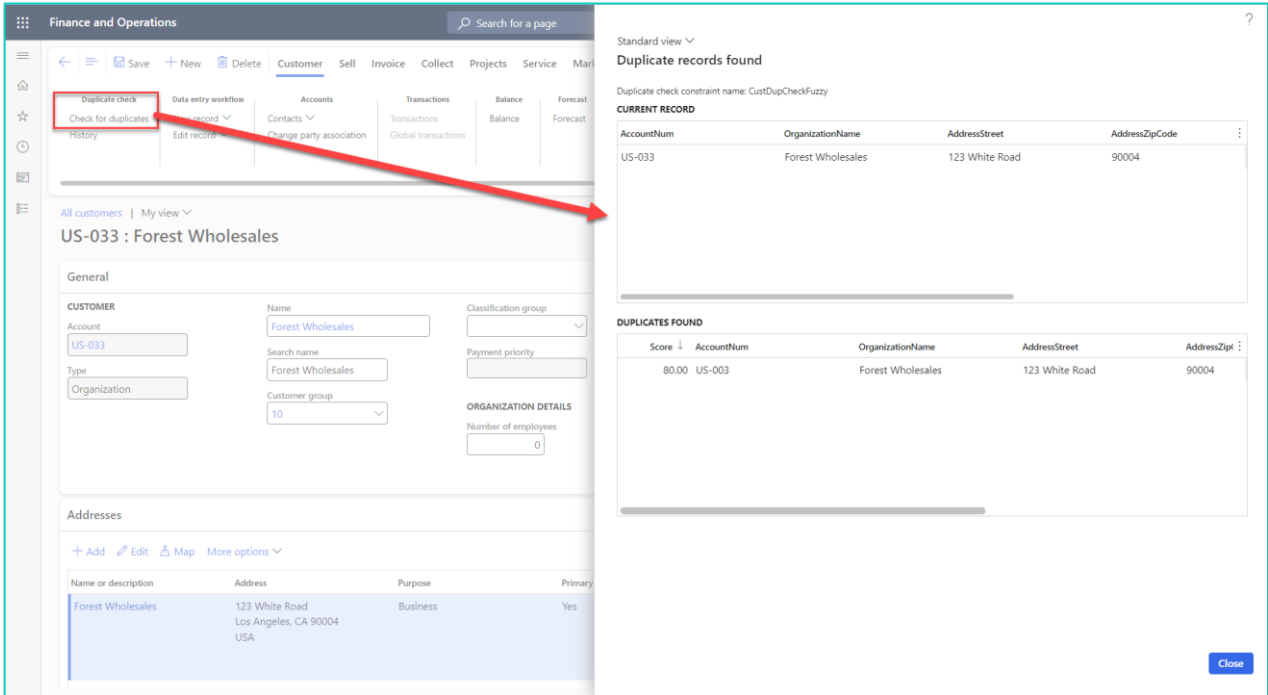 Finance and Operations
Search for a page
?
Save New Delete Customer Sell Invoice Collect Projects Service
Duplicate check Data entry workflow Accounts Transactions Balance Forecast
Check for duplicates record Contacts Transactions Balance Forecast
History Edit record Change party association Global transactions
All customers | My view
US-033 : Forest Wholesales
General
CUSTOMER
Account
US-033
Type
Organization
Name
Forest Wholesales
Search name
Forest Wholesales
Customer group
10
Classification group
Payment priority
ORGANIZATION DETAILS
Number of employees
0
Addresses
Add Edit Map More options
Name or description Address Purpose Primary
Forest Wholesales 123 White Road Business Yes
Los Angeles, CA 90004
USA
Standard view
Duplicate records found
Duplicate check constraint name: CustDupCheckFuzzy
CURRENT RECORD
AccountNum OrganizationName AddressStreet AddressZipCode
US-033 Forest Wholesales 123 White Road 90004
DUPLICATES FOUND
Score AccountNum OrganizationName AddressStreet
80.00 US-003 Forest Wholesales 123 White Road 90004
Close